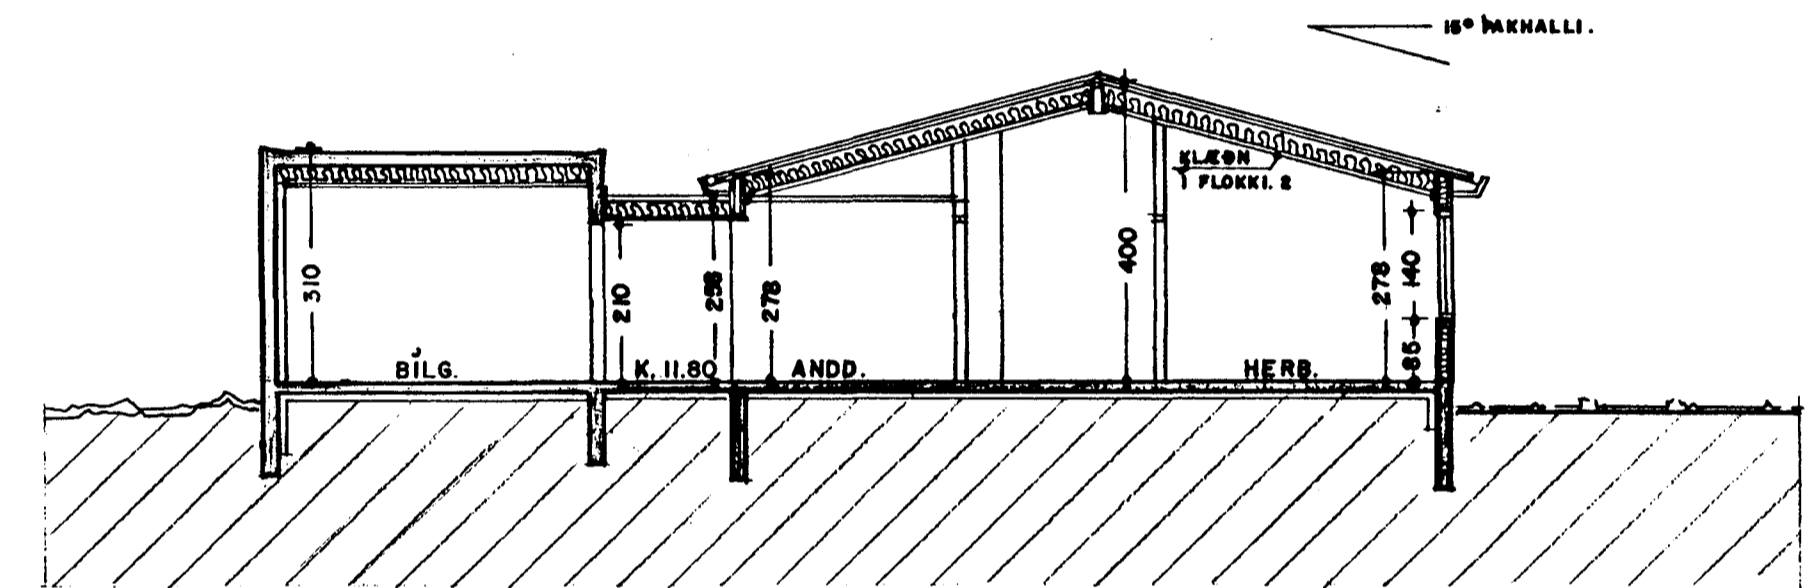 15° ÞAKHALLI.
KLÆÐN
Í FLOKKI. 2
310
210
258
278
400
278
140
85
BÍLG.
K. 11.80
ANDD.
HERB.